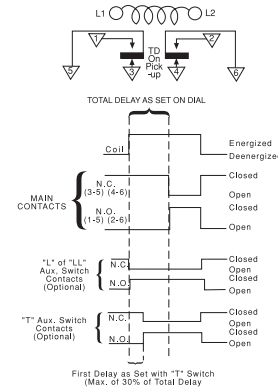 L1 L2
1 2
TD
On
Pick
-up
5 3 4 6
TOTAL DELAY AS SET ON DIAL
Coil
Energized
Deenergized
MAIN
CONTACTS
N.C.
(3-5) (4-6)
Closed
Open
N.O.
(1-5) (2-6)
Closed
Open
"L" of "LL"
Aux, Switch
Contacts
(Optional)
N.C.
Closed
Open
N.O.
Closed
Open
"T" Aux. Switch
Contacts
(Optional)
N.C.
Closed
Open
N.O.
Closed
Open
First Delay as Set with "T" Switch
(Max. of 30% of Total Delay